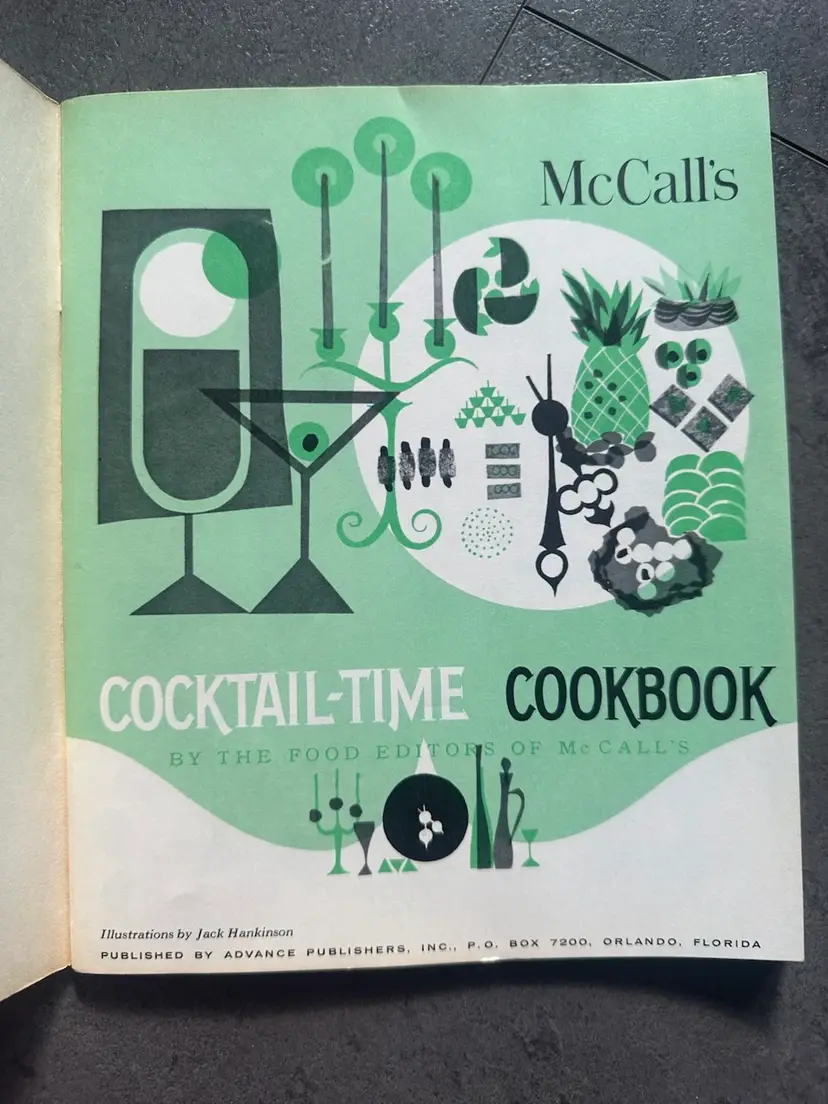 McCall's
COCKTAIL-TIME COOKBOOK
BY THE FOOD EDITORS OF McCALL'S
Illustrations by Jack Hankinson
PUBLISHED BY ADVANCE PUBLISHERS, INC., P.O. BOX 7200, ORLANDO, FLORIDA